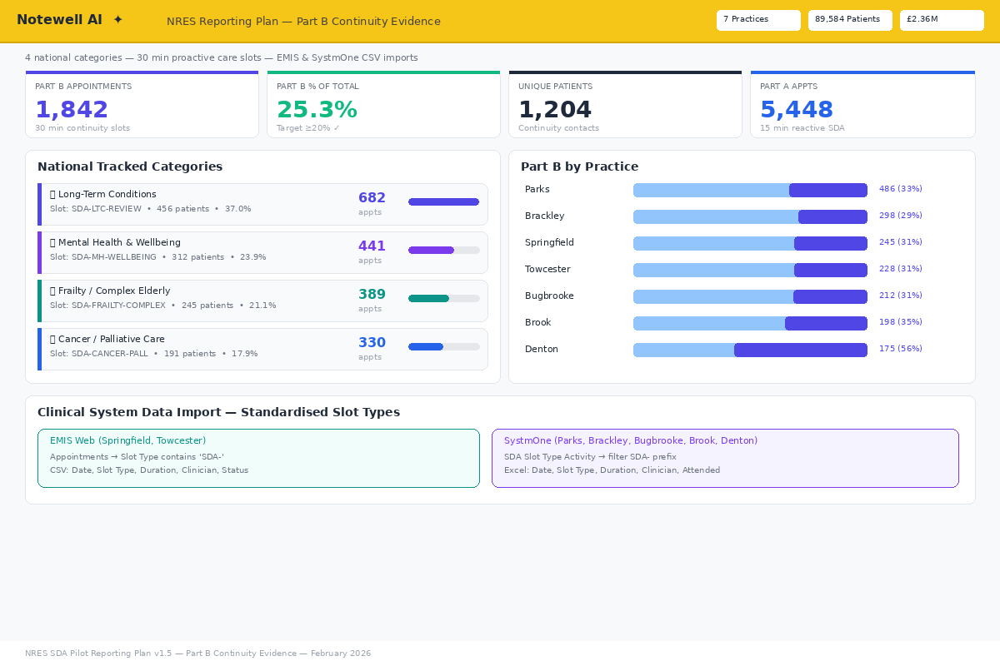 Notewell AI ✦
NRES Reporting Plan — Part B Continuity Evidence
7 Practices
89,584 Patients
£2.36M
4 national categories — 30 min proactive care slots — EMIS & SystmOne CSV imports
PART B APPOINTMENTS
1,842
30 min continuity slots
PART B % OF TOTAL
25.3%
Target ≥20% ✓
UNIQUE PATIENTS
1,204
Continuity contacts
PART A APPTS
5,448
15 min reactive SDA
National Tracked Categories
Long-Term Conditions
Slot: SDA-LTC-REVIEW • 456 patients • 37.0%
682
appts
Mental Health & Wellbeing
Slot: SDA-MH-WELLBEING • 312 patients • 23.9%
441
appts
Frailty / Complex Elderly
Slot: SDA-FRAILTY-COMPLEX • 245 patients • 21.1%
389
appts
Cancer / Palliative Care
Slot: SDA-CANCER-PALL • 191 patients • 17.9%
330
appts
Part B by Practice
Parks 486 (33%)
Brackley 298 (29%)
Springfield 245 (31%)
Towcester 228 (31%)
Bugbrooke 212 (31%)
Brook 198 (35%)
Denton 175 (56%)
Clinical System Data Import — Standardised Slot Types
EMIS Web (Springfield, Towcester)
Appointments → Slot Type contains 'SDA-'
CSV: Date, Slot Type, Duration, Clinician, Status
SystmOne (Parks, Brackley, Bugbrooke, Brook, Denton)
SDA Slot Type Activity → filter SDA- prefix
Excel: Date, Slot Type, Duration, Clinician, Attended
NRES SDA Pilot Reporting Plan v1.5 — Part B Continuity Evidence — February 2026